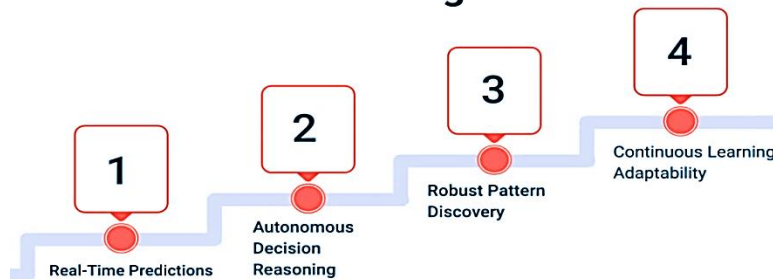 1
Real-Time Predictions
2
Autonomous
Decision
Reasoning
3
Robust Pattern
Discovery
4
Continuous Learning
Adaptability